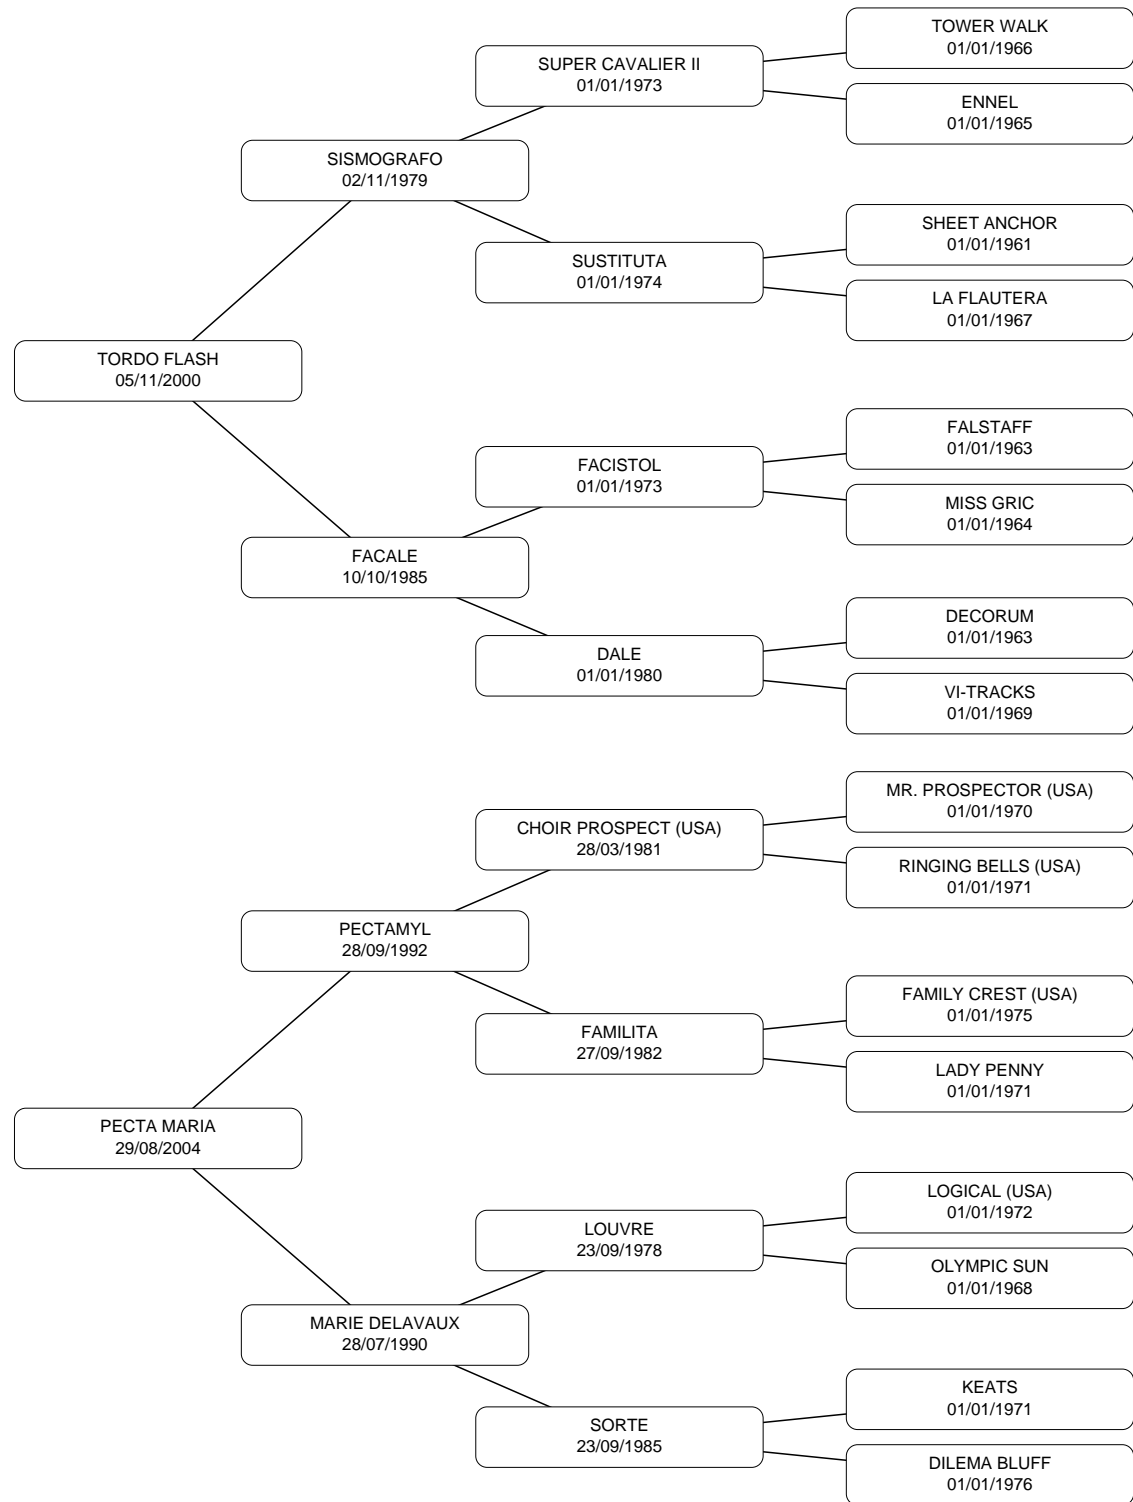 TOWER WALK
01/01/1966
SUPER CAVALIER II
01/01/1973
ENNEL
01/01/1965
SISMOGRAFO
02/11/1979
SHEET ANCHOR
01/01/1961
SUSTITUTA
01/01/1974
LA FLAUTERA
01/01/1967
TORDO FLASH
05/11/2000
FALSTAFF
01/01/1963
FACISTOL
01/01/1973
MISS GRIC
01/01/1964
FACALE
10/10/1985
DECORUM
01/01/1963
DALE
01/01/1980
VI-TRACKS
01/01/1969
MR. PROSPECTOR (USA)
01/01/1970
CHOIR PROSPECT (USA)
28/03/1981
RINGING BELLS (USA)
01/01/1971
PECTAMYL
28/09/1992
FAMILY CREST (USA)
01/01/1975
FAMILITA
27/09/1982
LADY PENNY
01/01/1971
PECTA MARIA
29/08/2004
LOGICAL (USA)
01/01/1972
LOUVRE
23/09/1978
OLYMPIC SUN
01/01/1968
MARIE DELAVAUX
28/07/1990
KEATS
01/01/1971
SORTE
23/09/1985
DILEMA BLUFF
01/01/1976